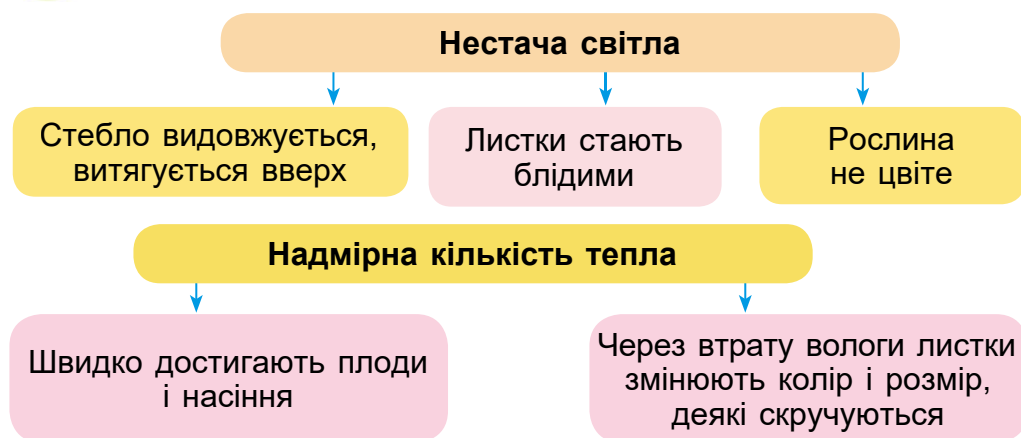 Нестача світла
Стебло видовжується,
витягується вверх
Листки стають
блідими
Рослина
не цвіте
Надмірна кількість тепла
Швидко достигають плоди
і насіння
Через втрату вологи листки
змінюють колір і розмір,
деякі скручуються